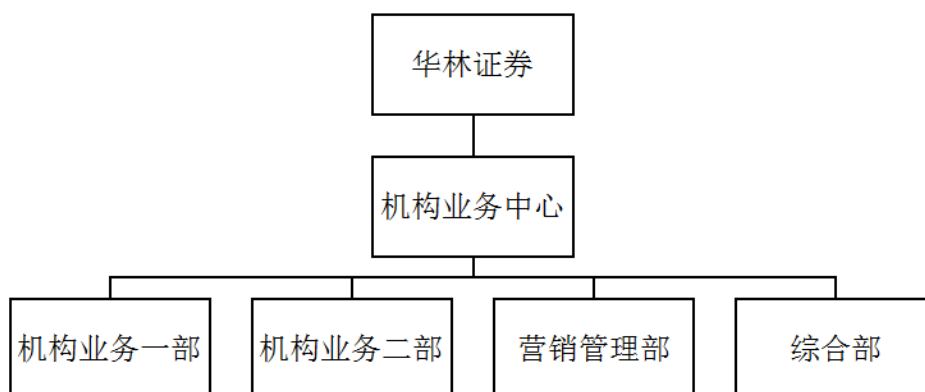 华林证券
机构业务中心
机构业务一部
机构业务二部
营销管理部
综合部